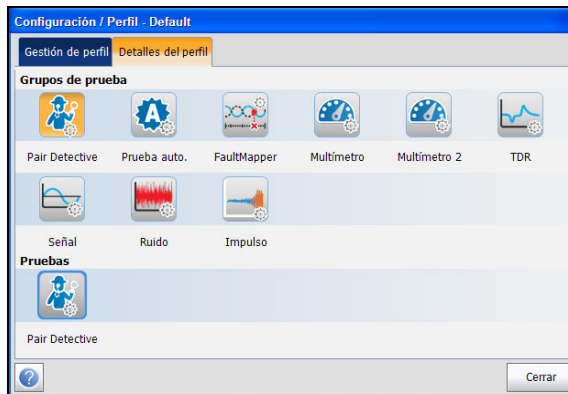 Configuración / Perfil - Default
Gestión de perfil Detalles del perfil
Grupos de prueba
Pair Detective Prueba auto. FaultMapper Multímetro Multímetro 2 TDR
Señal Ruido Impulso
Pruebas
Pair Detective
? Cerrar